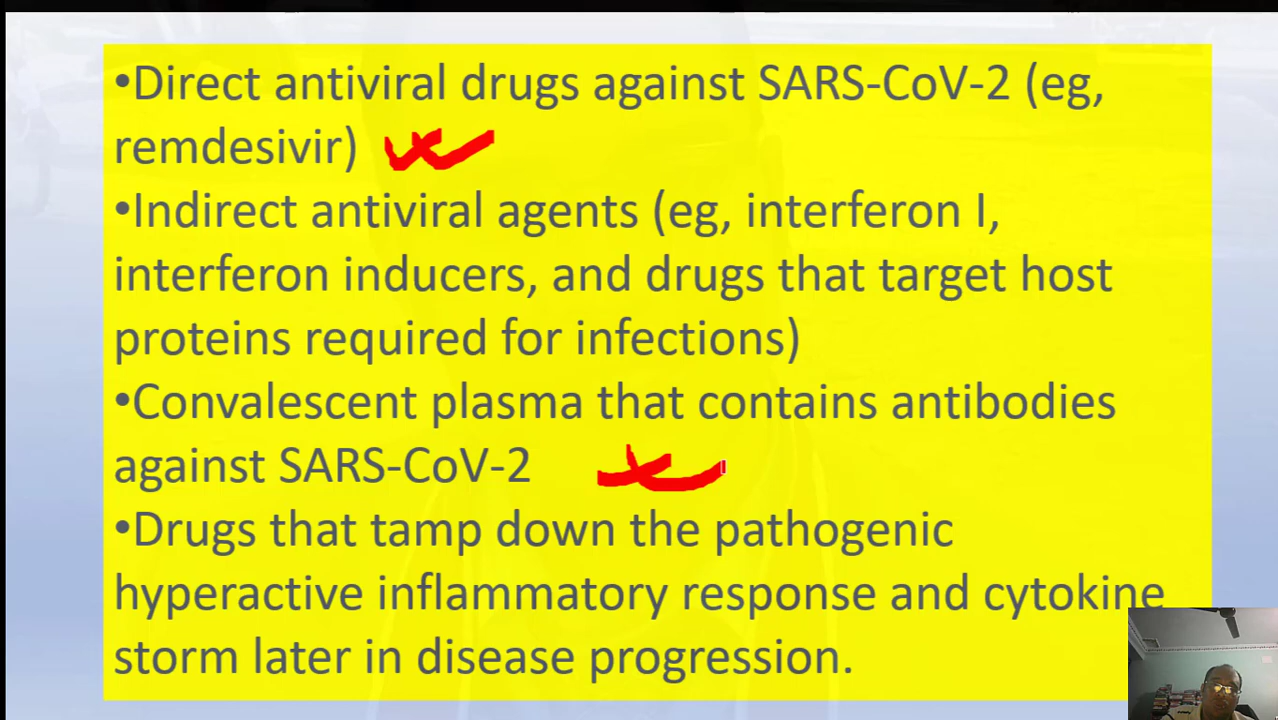 •Direct antiviral drugs against SARS-CoV-2 (eg,
remdesivir)
•Indirect antiviral agents (eg, interferon I,
interferon inducers, and drugs that target host
proteins required for infections)
•Convalescent plasma that contains antibodies
against SARS-CoV-2
•Drugs that tamp down the pathogenic
hyperactive inflammatory response and cytokine
storm later in disease progression.